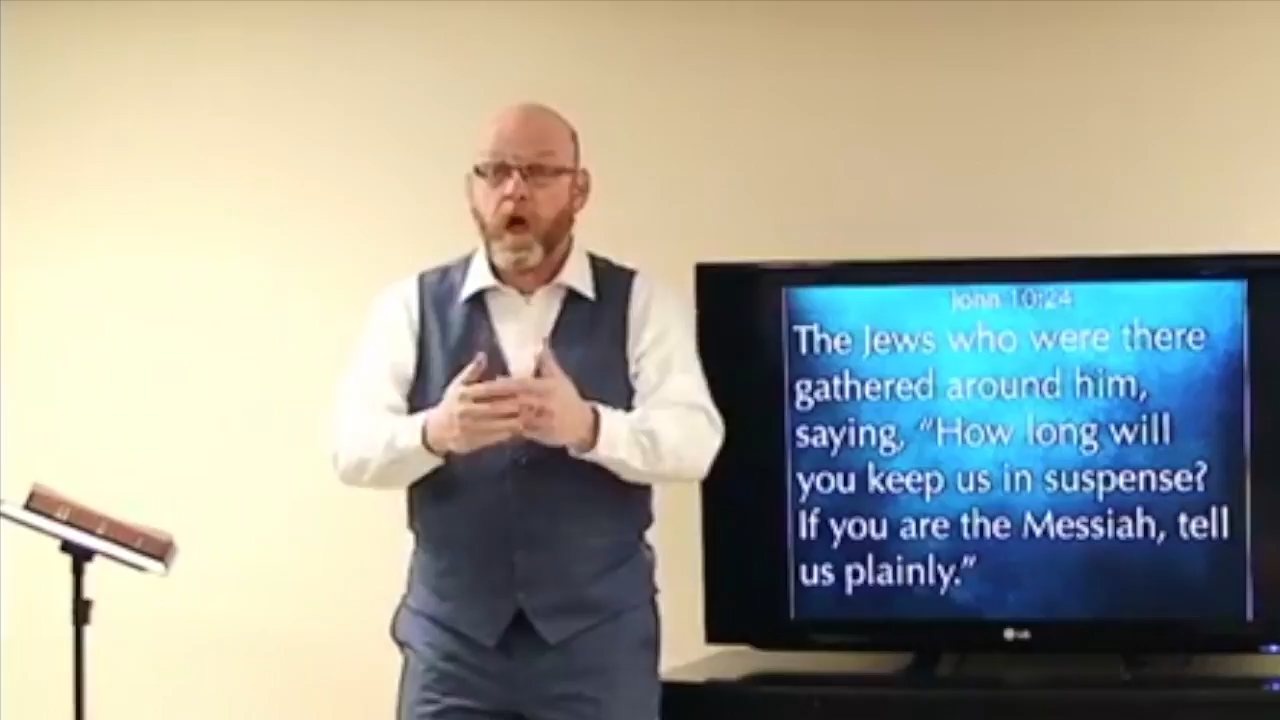 John 10:24
The Jews who were there
gathered around him,
saying, “How long will
you keep us in suspense?
If you are the Messiah, tell
us plainly.”
LG